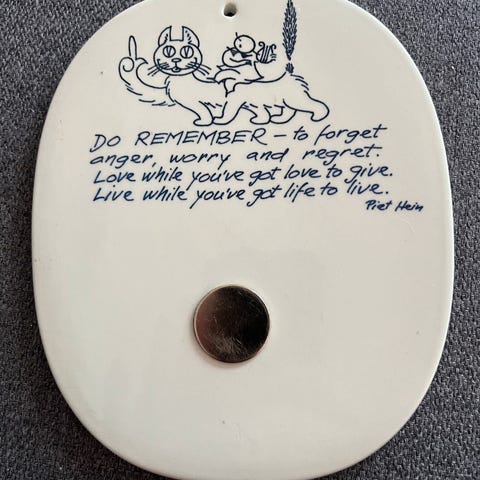 Do REMEMBER – to forget
anger, worry and regret.
Love while you've got love to give.
Live while you've got life to live.
Piet Hein